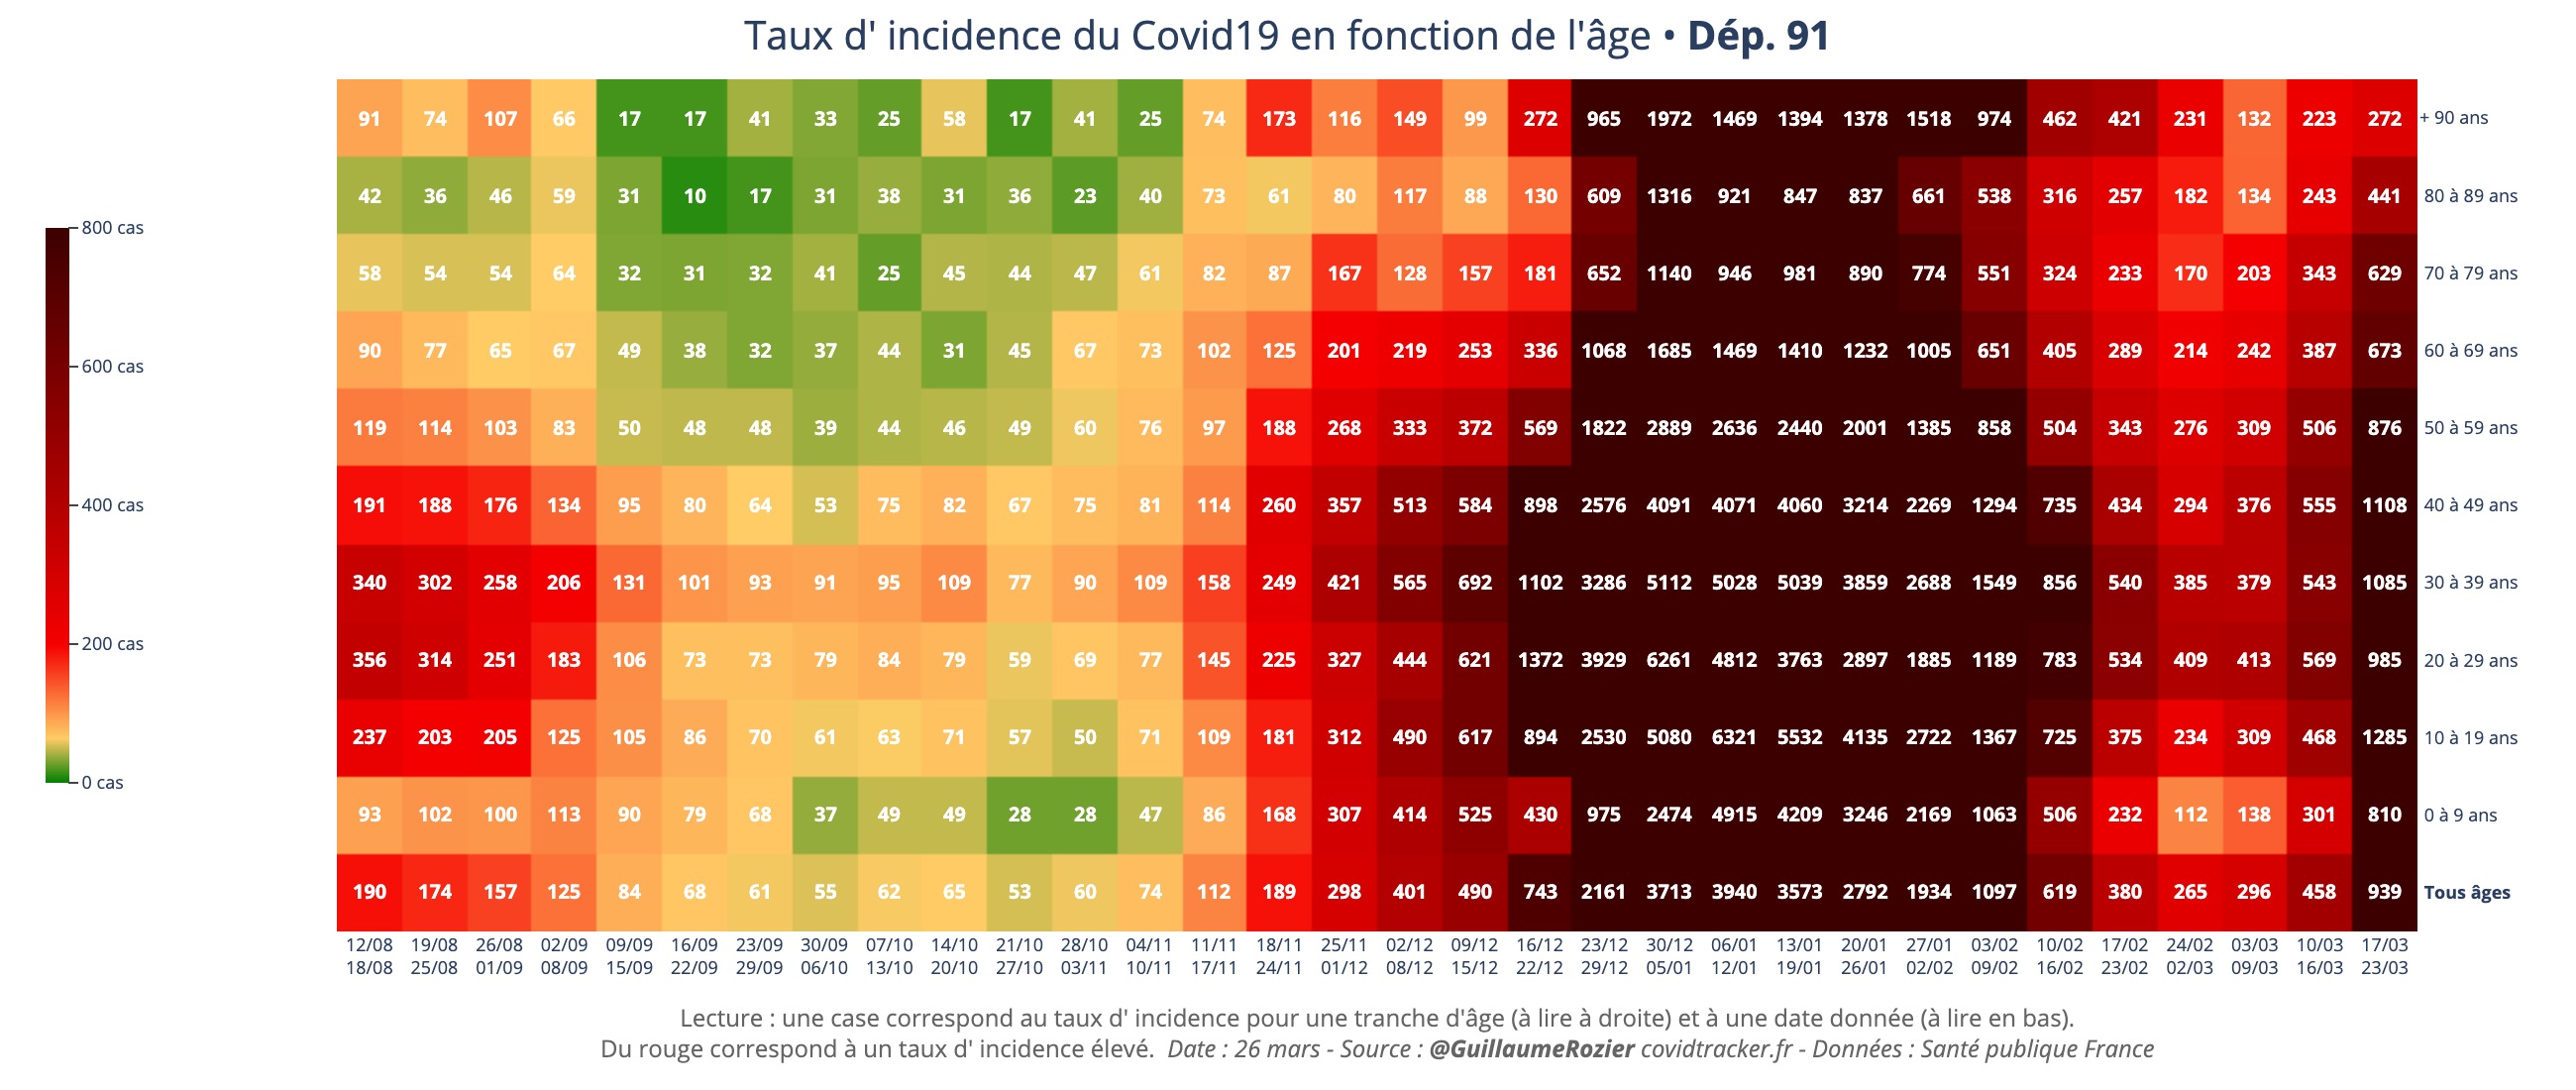 Taux d' incidence du Covid19 en fonction de l'âge • Dép. 91
800 cas
600 cas
400 cas
200 cas
0 cas
91 74 107 66 17 17 41 33 25 58 17 41 25 74 173 116 149 99 272 965 1972 1469 1394 1378 1518 974 462 421 231 132 223 272 + 90 ans
42 36 46 59 31 10 17 31 38 31 36 23 40 73 61 80 117 88 130 609 1316 921 847 837 661 538 316 257 182 134 243 441 80 à 89 ans
58 54 54 64 32 31 32 41 25 45 44 47 61 82 87 167 128 157 181 652 1140 946 981 890 774 551 324 233 170 203 343 629 70 à 79 ans
90 77 65 67 49 38 32 37 44 31 45 67 73 102 125 201 219 253 336 1068 1685 1469 1410 1232 1005 651 405 289 214 242 387 673 60 à 69 ans
119 114 103 83 50 48 48 39 44 46 49 60 76 97 188 268 333 372 569 1822 2889 2636 2440 2001 1385 858 504 343 276 309 506 876 50 à 59 ans
191 188 176 134 95 80 64 53 75 82 67 75 81 114 260 357 513 584 898 2576 4091 4071 4060 3214 2269 1294 735 434 294 376 555 1108 40 à 49 ans
340 302 258 206 131 101 93 91 95 109 77 90 109 158 249 421 565 692 1102 3286 5112 5028 5039 3859 2688 1549 856 540 385 379 543 1085 30 à 39 ans
356 314 251 183 106 73 73 79 84 79 59 69 77 145 225 327 444 621 1372 3929 6261 4812 3763 2897 1885 1189 783 534 409 413 569 985 20 à 29 ans
237 203 205 125 105 86 70 61 63 71 57 50 71 109 181 312 490 617 894 2530 5080 6321 5532 4135 2722 1367 725 375 234 309 468 1285 10 à 19 ans
93 102 100 113 90 79 68 37 49 49 28 28 47 86 168 307 414 525 430 975 2474 4915 4209 3246 2169 1063 506 232 112 138 301 810 0 à 9 ans
190 174 157 125 84 68 61 55 62 65 53 60 74 112 189 298 401 490 743 2161 3713 3940 3573 2792 1934 1097 619 380 265 296 458 939 Tous âges
12/08 19/08 26/08 02/09 09/09 16/09 23/09 30/09 07/10 14/10 21/10 28/10 04/11 11/11 18/11 25/11 02/12 09/12 16/12 23/12 30/12 06/01 13/01 20/01 27/01 03/02 10/02 17/02 24/02 03/03 10/03 17/03
18/08 25/08 01/09 08/09 15/09 22/09 29/09 06/10 13/10 20/10 27/10 03/11 10/11 17/11 24/11 01/12 08/12 15/12 22/12 29/12 05/01 12/01 19/01 26/01 02/02 09/02 16/02 23/02 02/03 09/03 16/03 23/03
Lecture : une case correspond au taux d' incidence pour une tranche d'âge (à lire à droite) et à une date donnée (à lire en bas).
Du rouge correspond à un taux d' incidence élevé. Date : 26 mars - Source : @GuillaumeRozier covidtracker.fr - Données : Santé publique France